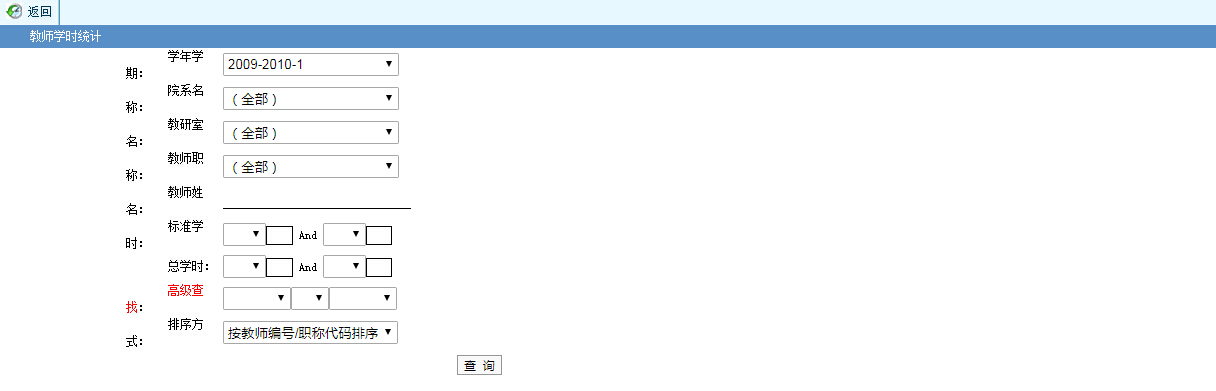 返回
教师学时统计
学年学
期： 2009-2010-1
院系名
称： （全部）
教研室
名： （全部）
教师职
称： （全部）
教师姓
名：
标准学
时： And
总学时： And
高级查
找：
排序方
式： 按教师编号/职称代码排序
查 询